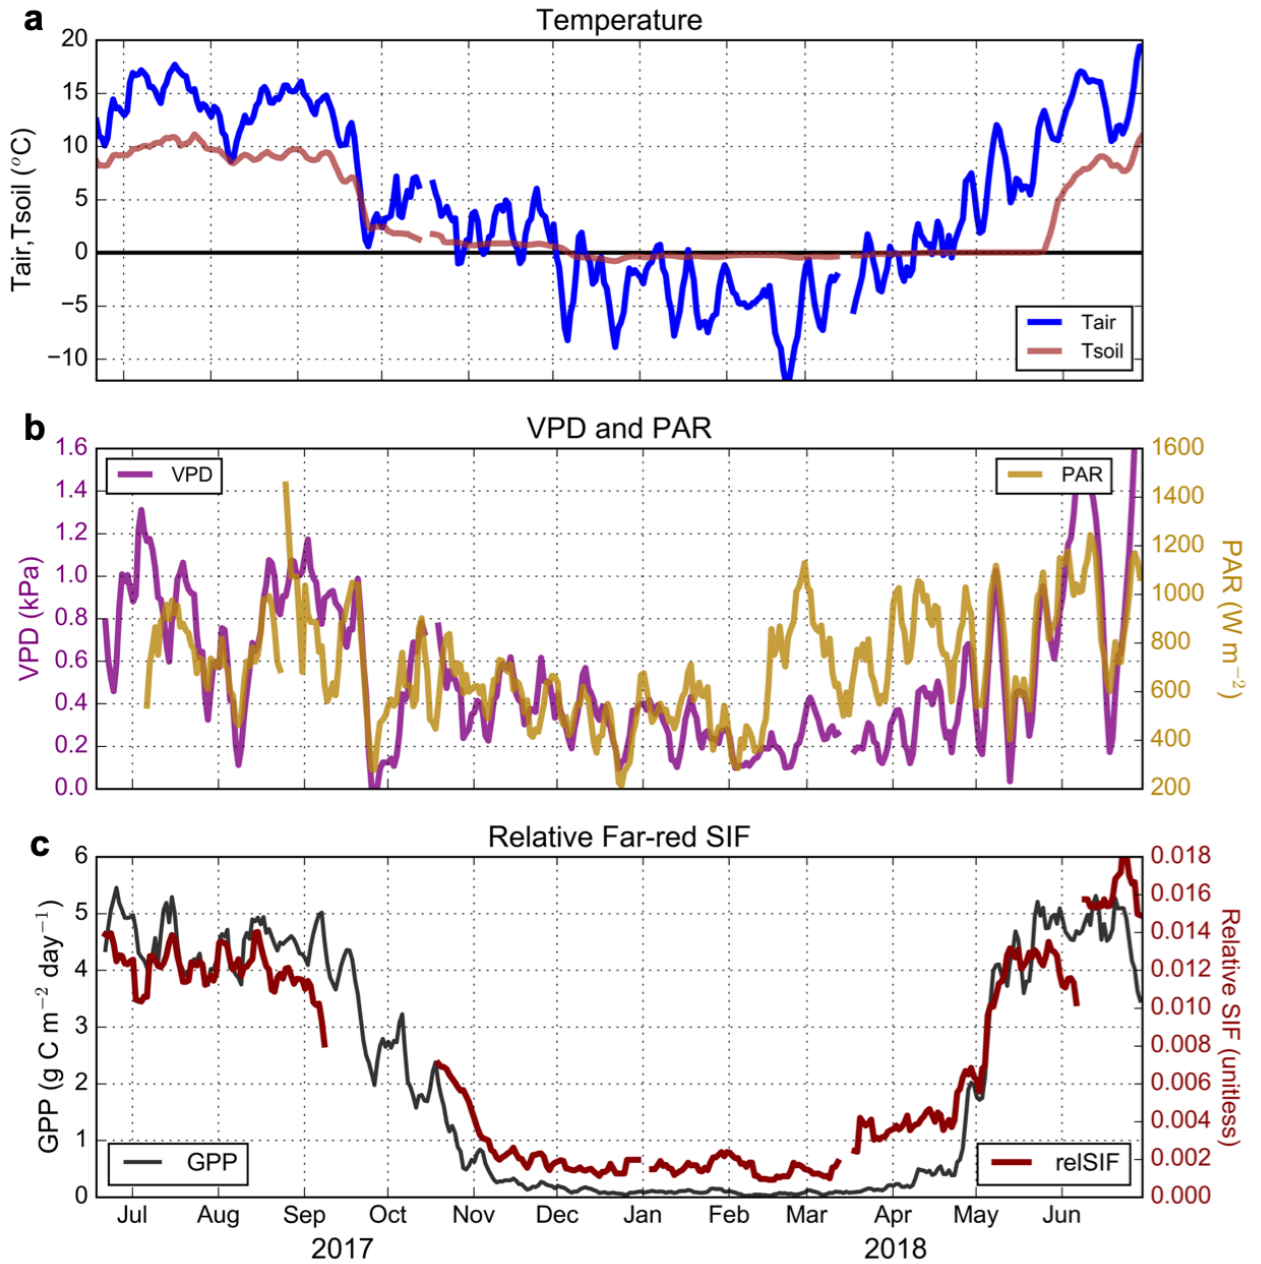 a
Temperature
20
15
10
5
0
−5
−10
Tair,Tsoil (°C)
Tair
Tsoil
b
VPD and PAR
1.6
1.4
1.2
1.0
0.8
0.6
0.4
0.2
0.0
VPD (kPa)
VPD
PAR
1600
1400
1200
1000
800
600
400
200
PAR (W m⁻²)
c
Relative Far-red SIF
6
5
4
3
2
1
0
GPP (g C m⁻² day⁻¹)
GPP
relSIF
0.018
0.016
0.014
0.012
0.010
0.008
0.006
0.004
0.002
0.000
Relative SIF (unitless)
Jul Aug Sep Oct Nov Dec Jan Feb Mar Apr May Jun
2017 2018